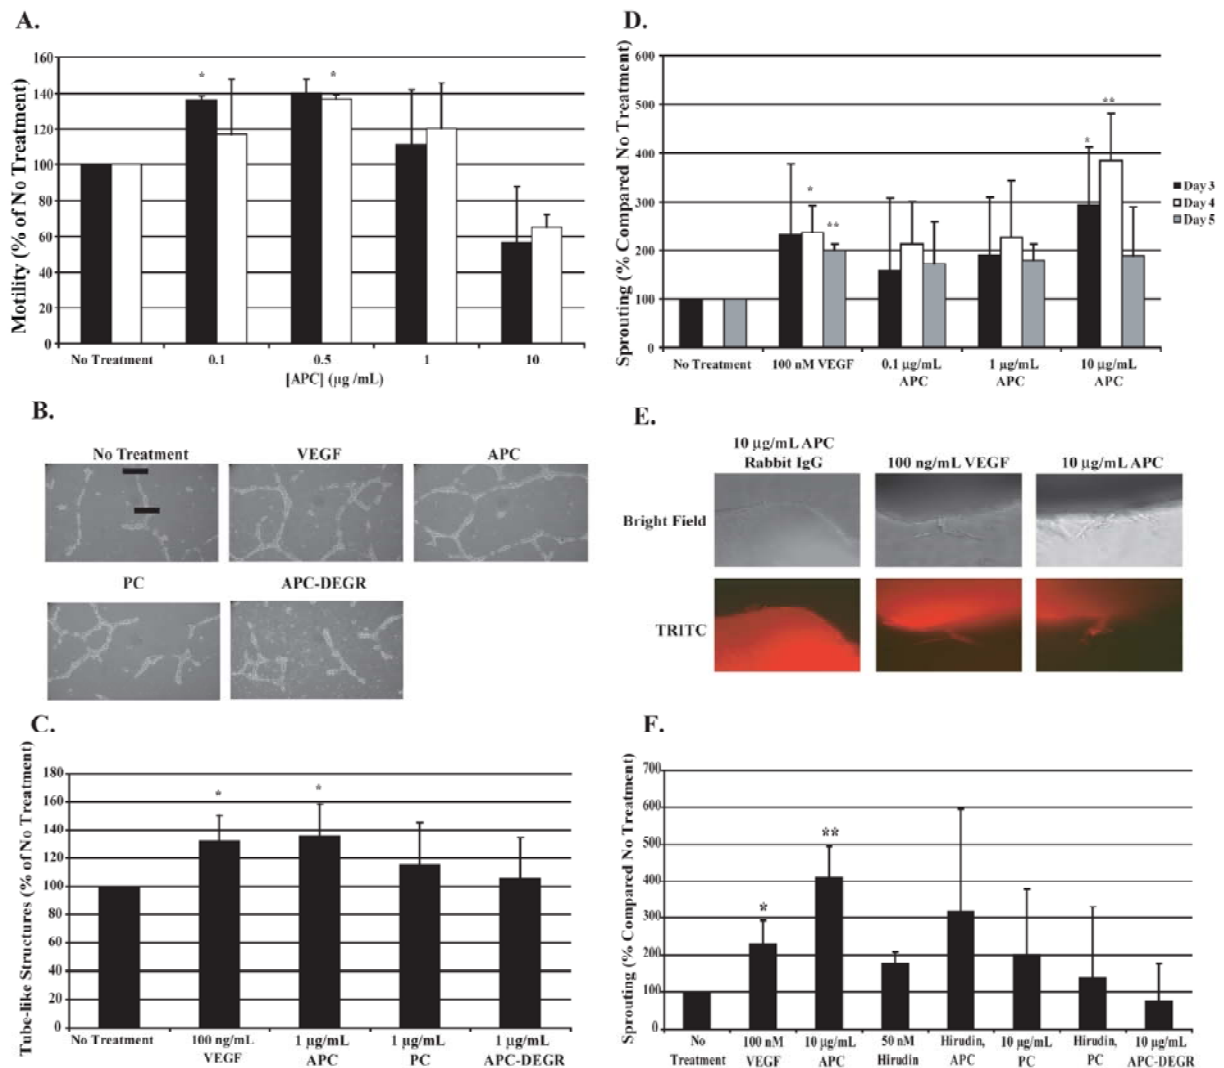 A.
Motility (% of No Treatment)
160
140
120
100
80
60
40
20
0
* *
No Treatment 0.1 0.5 1 10
[APC] (μg /mL)
B.
No Treatment VEGF APC
PC APC-DEGR
C.
Tube-like Structures (% of No Treatment)
180
160
140
120
100
80
60
40
20
0
* *
No Treatment 100 ng/mL 1 μg/mL 1 μg/mL 1 μg/mL
VEGF APC PC APC-DEGR
D.
Sprouting (% Compared No Treatment)
600
500
400
300
200
100
0
* ** * **
Day 3
Day 4
Day 5
No Treatment 100 nM VEGF 0.1 μg/mL 1 μg/mL 10 μg/mL
APC APC APC
E.
10 μg/mL APC
Rabbit IgG 100 ng/mL VEGF 10 μg/mL APC
Bright Field
TRITC
F.
Sprouting (% Compared No Treatment)
700
600
500
400
300
200
100
0
* **
No 100 nM 10 μg/mL 50 nM Hirudin, 10 μg/mL Hirudin, 10 μg/mL
Treatment VEGF APC Hirudin APC PC PC APC-DEGR